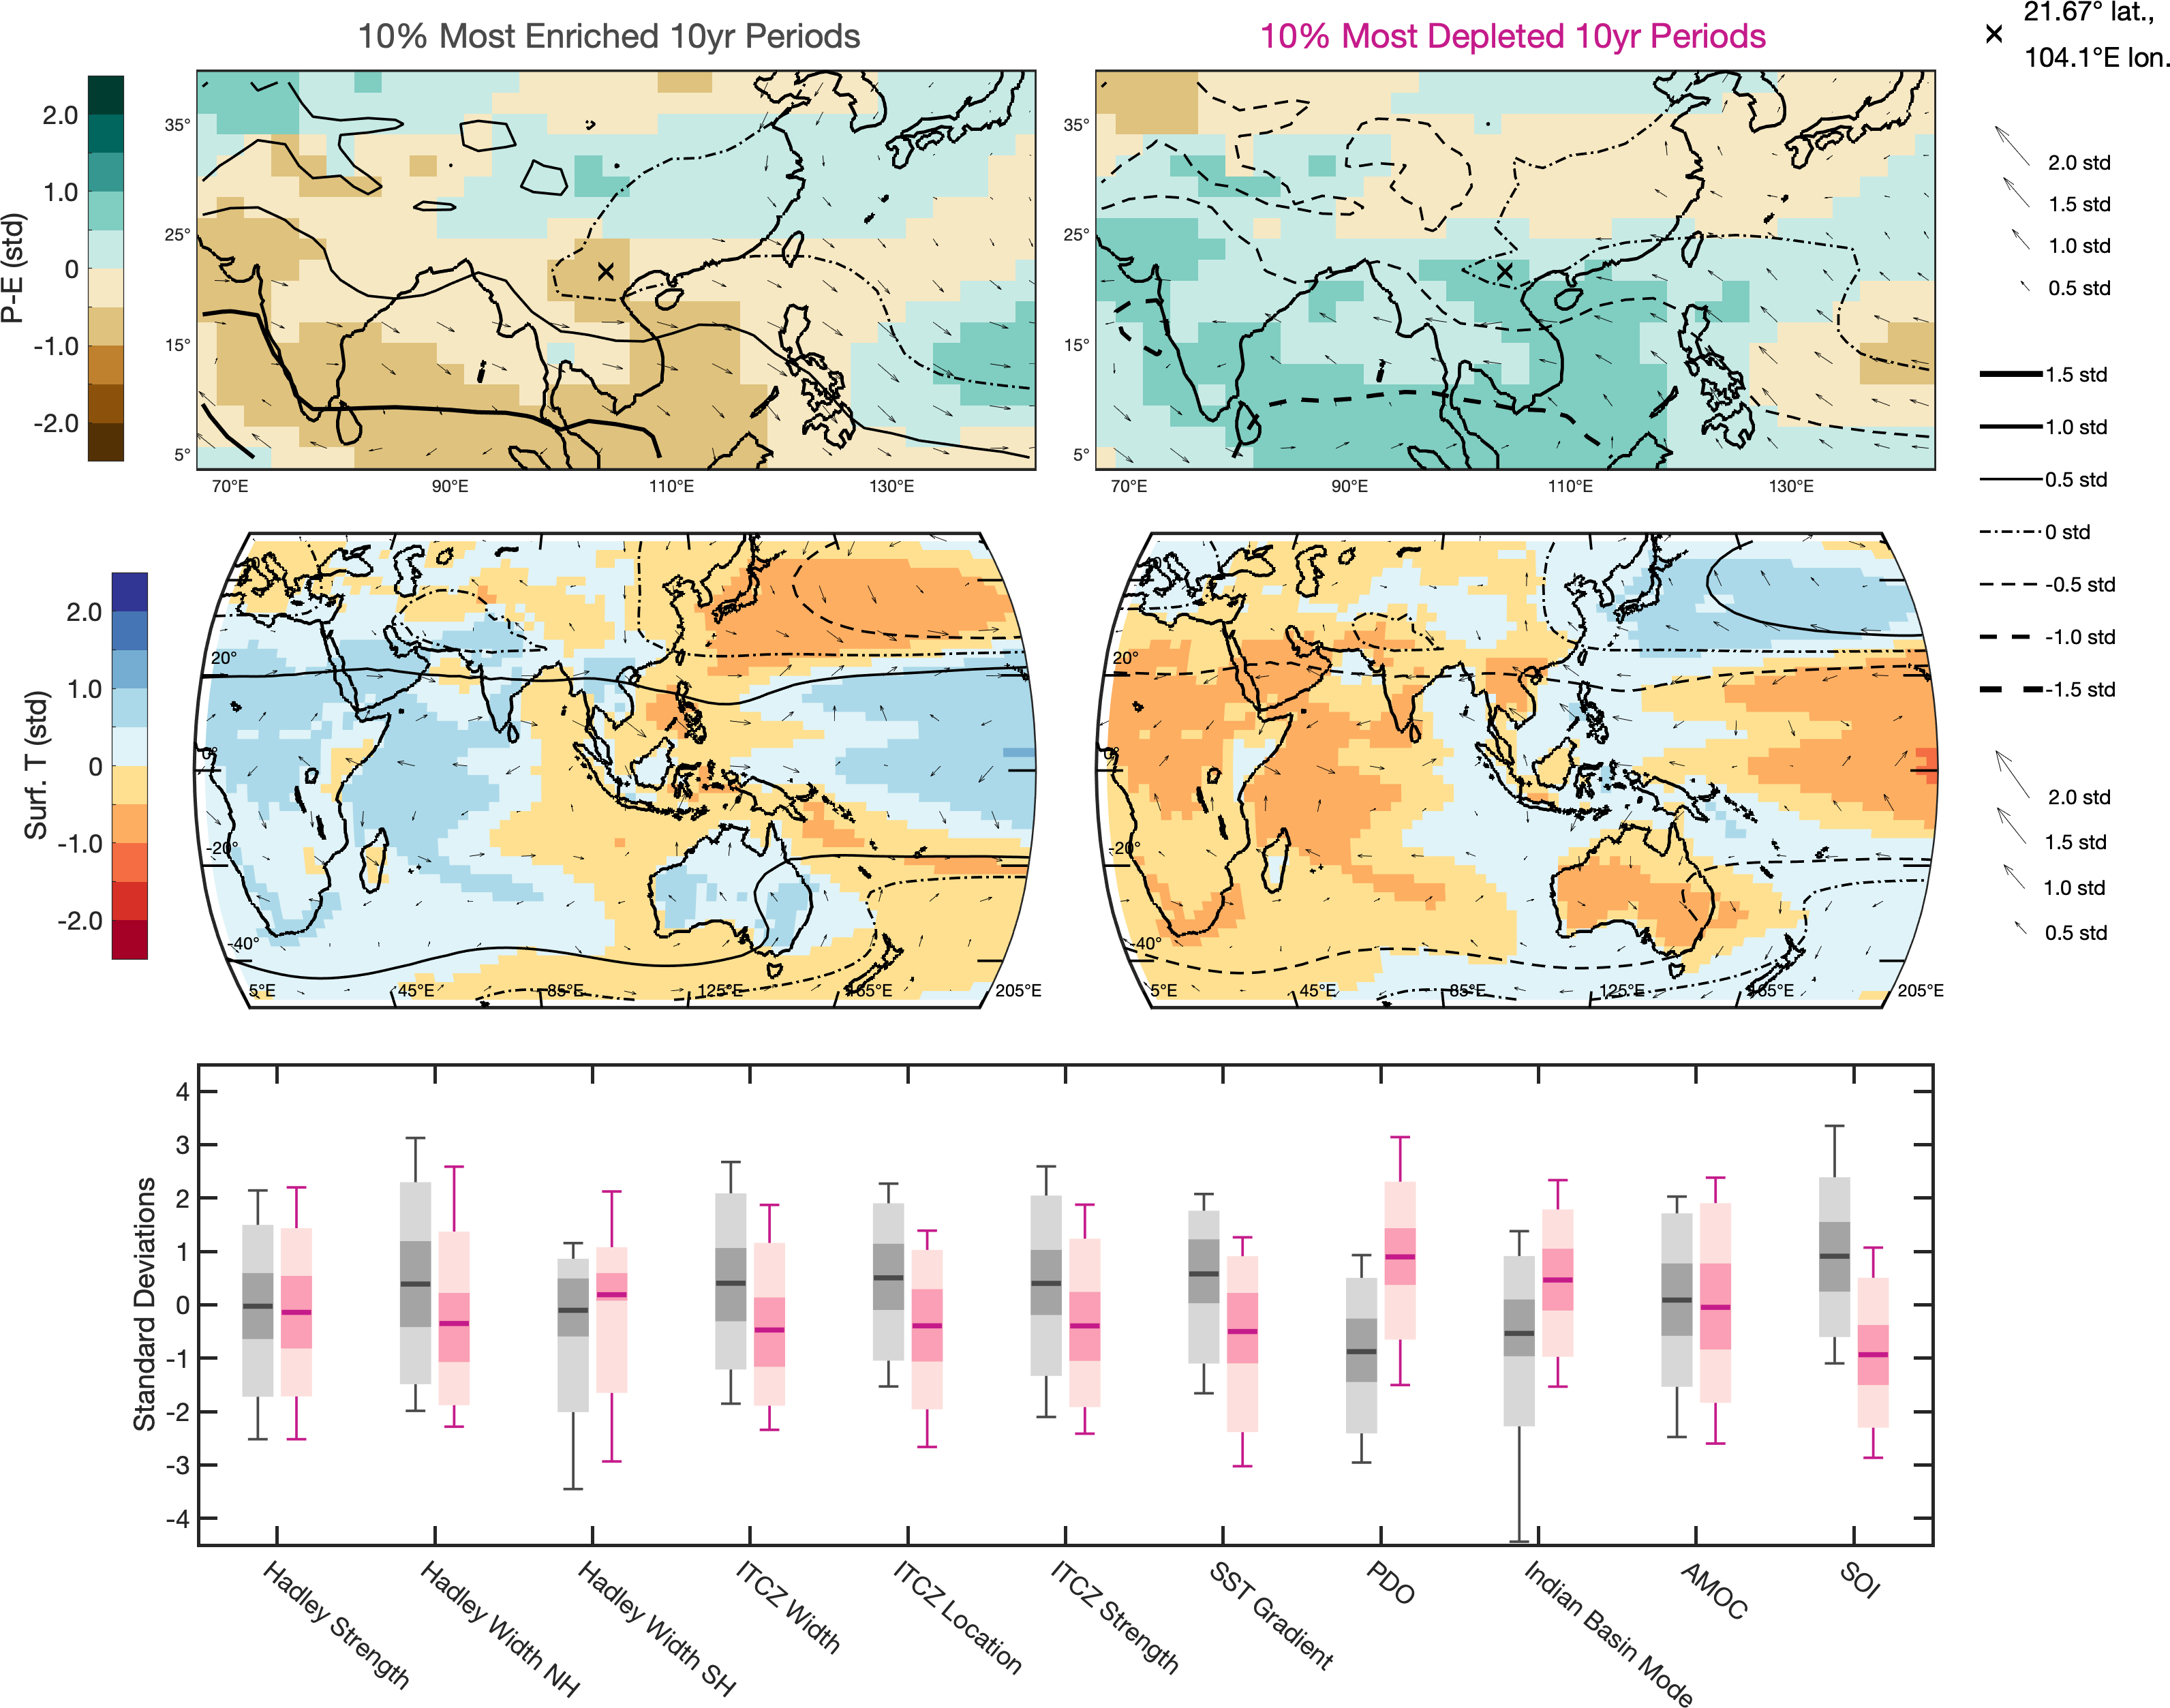 10% Most Enriched 10yr Periods
10% Most Depleted 10yr Periods
21.67° lat.,
104.1°E lon.
P-E (std)
2.0
1.0
0
-1.0
-2.0
35°
25°
15°
5°
70°E 90°E 110°E 130°E
35°
25°
15°
5°
70°E 90°E 110°E 130°E
2.0 std
1.5 std
1.0 std
0.5 std
1.5 std
1.0 std
0.5 std
0 std
-0.5 std
-1.0 std
-1.5 std
Surf. T (std)
2.0
1.0
0
-1.0
-2.0
20°
0°
-20°
-40°
5°E 45°E 85°E 125°E 165°E 205°E
20°
0°
-20°
-40°
5°E 45°E 85°E 125°E 165°E 205°E
2.0 std
1.5 std
1.0 std
0.5 std
Standard Deviations
4
3
2
1
0
-1
-2
-3
-4
Hadley Strength
Hadley Width NH
Hadley Width SH
ITCZ Width
ITCZ Location
ITCZ Strength
SST Gradient
PDO
Indian Basin Mode
AMOC
SOI